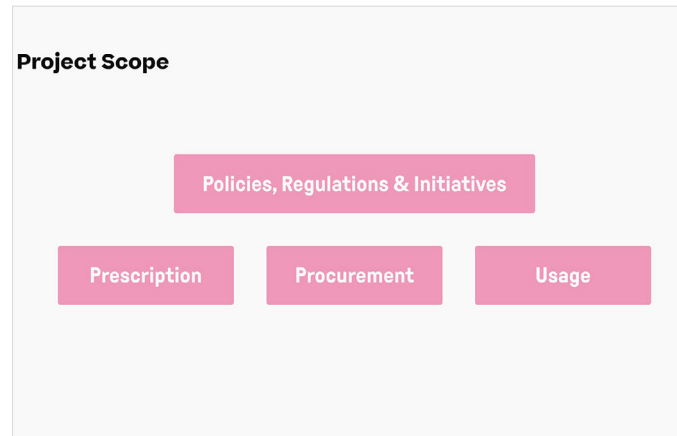 Project Scope
Policies, Regulations & Initiatives
Prescription
Procurement
Usage